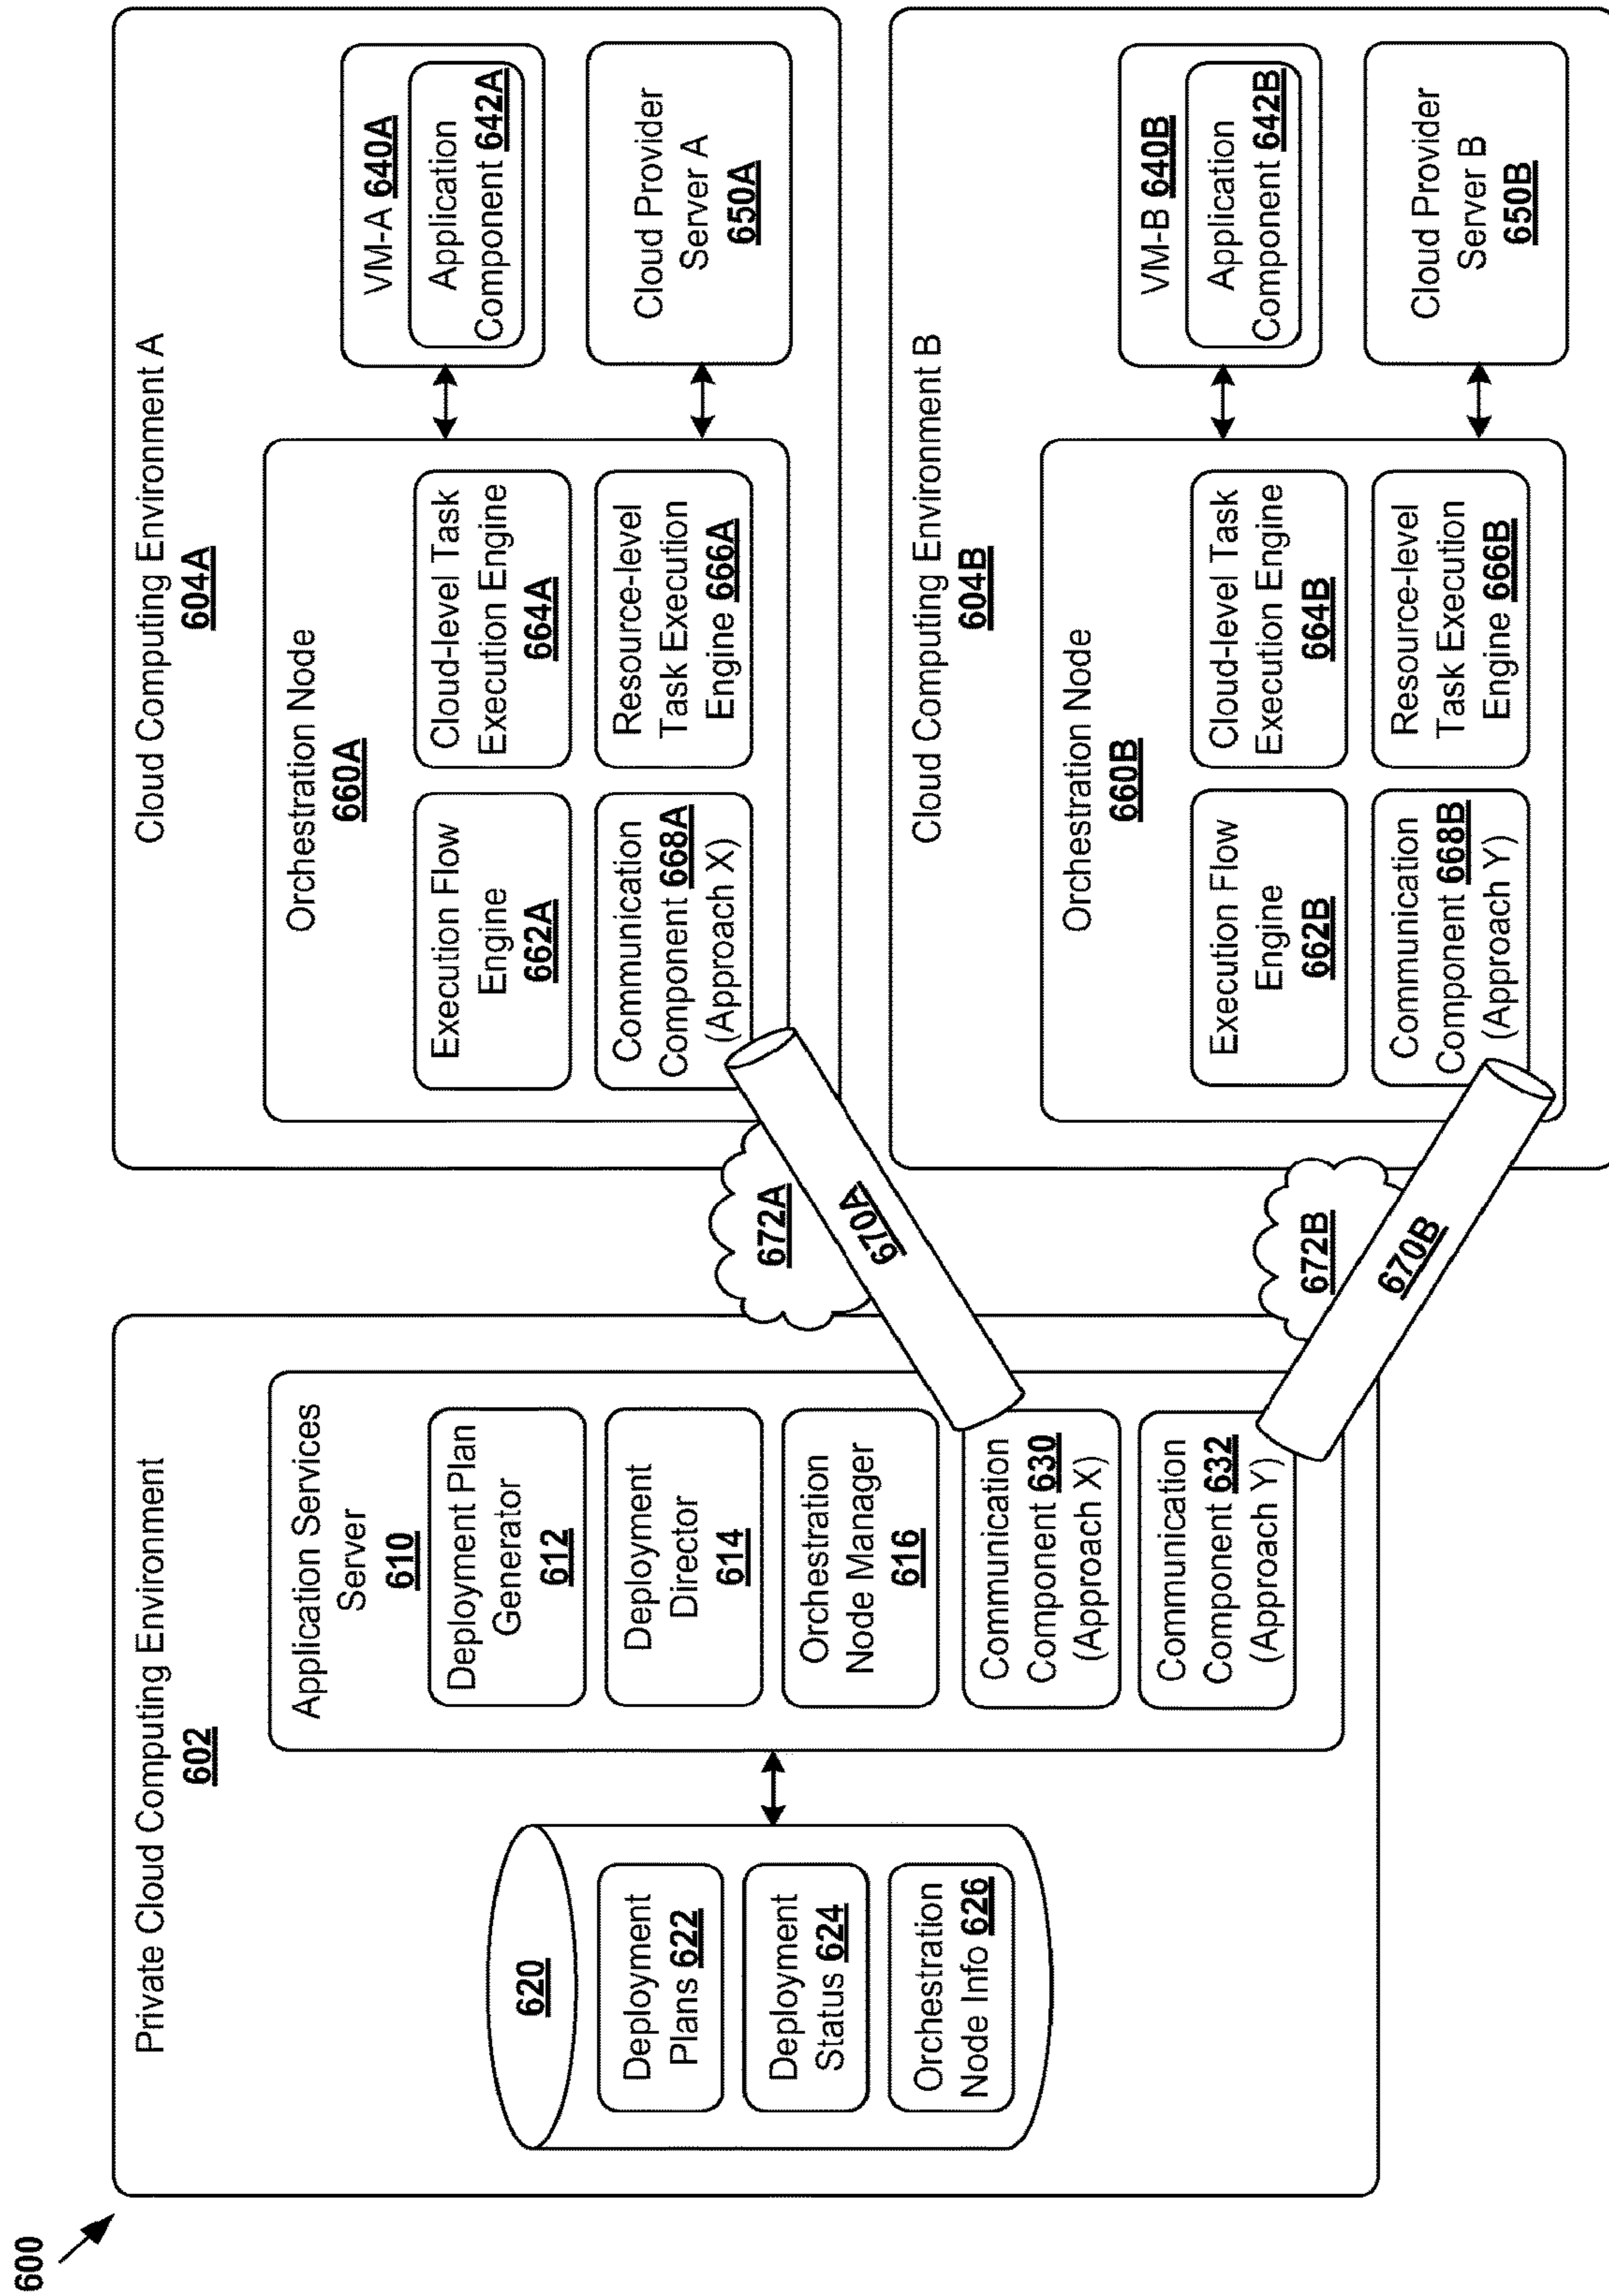 600
Private Cloud Computing Environment
602
620
Deployment
Plans 622
Deployment
Status 624
Orchestration
Node Info 626
Application Services
Server
610
Deployment Plan
Generator
612
Deployment
Director
614
Orchestration
Node Manager
616
Communication
Component 630
(Approach X)
Communication
Component 632
(Approach Y)
672A
670A
672B
670B
Cloud Computing Environment A
604A
Orchestration Node
660A
Execution Flow
Engine
662A
Cloud-level Task
Execution Engine
664A
Communication
Component 668A
(Approach X)
Resource-level
Task Execution
Engine 666A
VM-A 640A
Application
Component 642A
Cloud Provider
Server A
650A
Cloud Computing Environment B
604B
Orchestration Node
660B
Execution Flow
Engine
662B
Cloud-level Task
Execution Engine
664B
Communication
Component 668B
(Approach Y)
Resource-level
Task Execution
Engine 666B
VM-B 640B
Application
Component 642B
Cloud Provider
Server B
650B